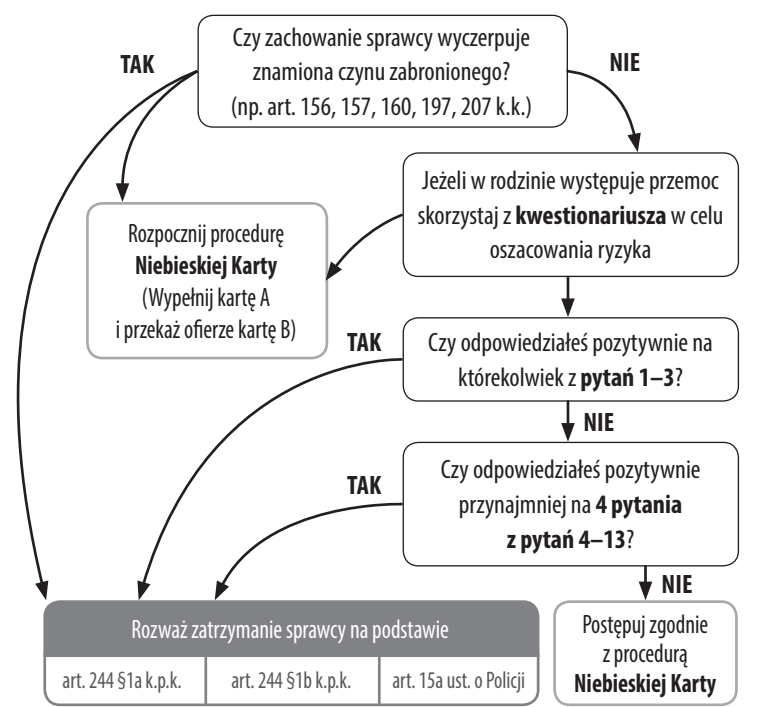 Czy zachowanie sprawcy wyczerpuje
znamiona czynu zabronionego?
(np. art. 156, 157, 160, 197, 207 k.k.)
TAK
NIE
Jeżeli w rodzinie występuje przemoc
skorzystaj z kwestionariusza w celu
oszacowania ryzyka
Rozpocznij procedurę
Niebieskiej Karty
(Wypełnij kartę A
i przekaż ofierze kartę B)
TAK
Czy odpowiedziałeś pozytywnie na
którekolwiek z pytań 1–3?
NIE
TAK
Czy odpowiedziałeś pozytywnie
przynajmniej na 4 pytania
z pytań 4–13?
NIE
Rozważ zatrzymanie sprawcy na podstawie
art. 244 §1a k.p.k.
art. 244 §1b k.p.k.
art. 15a ust. o Policji
Postępuj zgodnie
z procedurą
Niebieskiej Karty